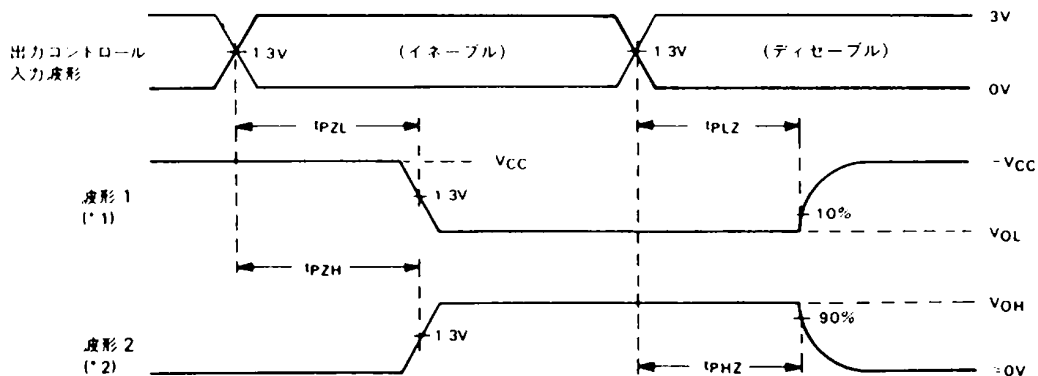 3V
出力コントロール
入力波形
1.3V
(イネーブル)
1.3V
(ディセーブル)
0V
tPZL
tPLZ
VCC
≈VCC
波形 1
(*1)
1.3V
10%
VOL
tPZH
VOH
90%
波形 2
(*2)
1.3V
tPHZ
≈0V